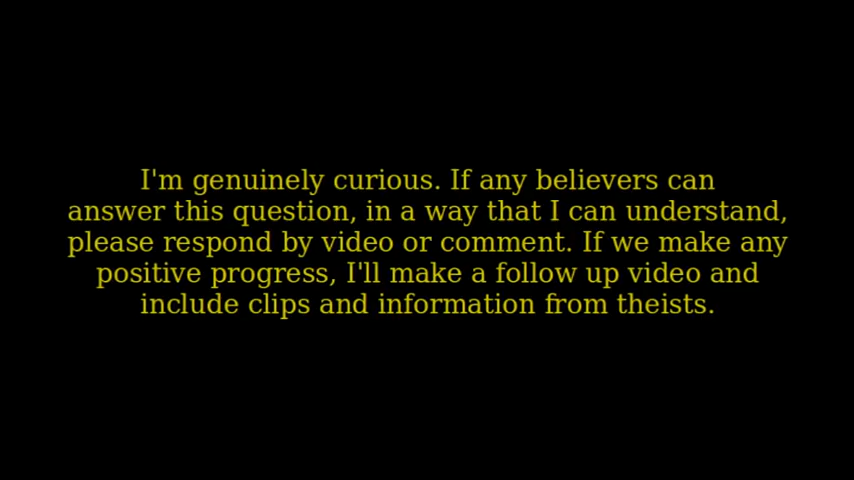 I'm genuinely curious. If any believers can
answer this question, in a way that I can understand,
please respond by video or comment. If we make any
positive progress, I'll make a follow up video and
include clips and information from theists.